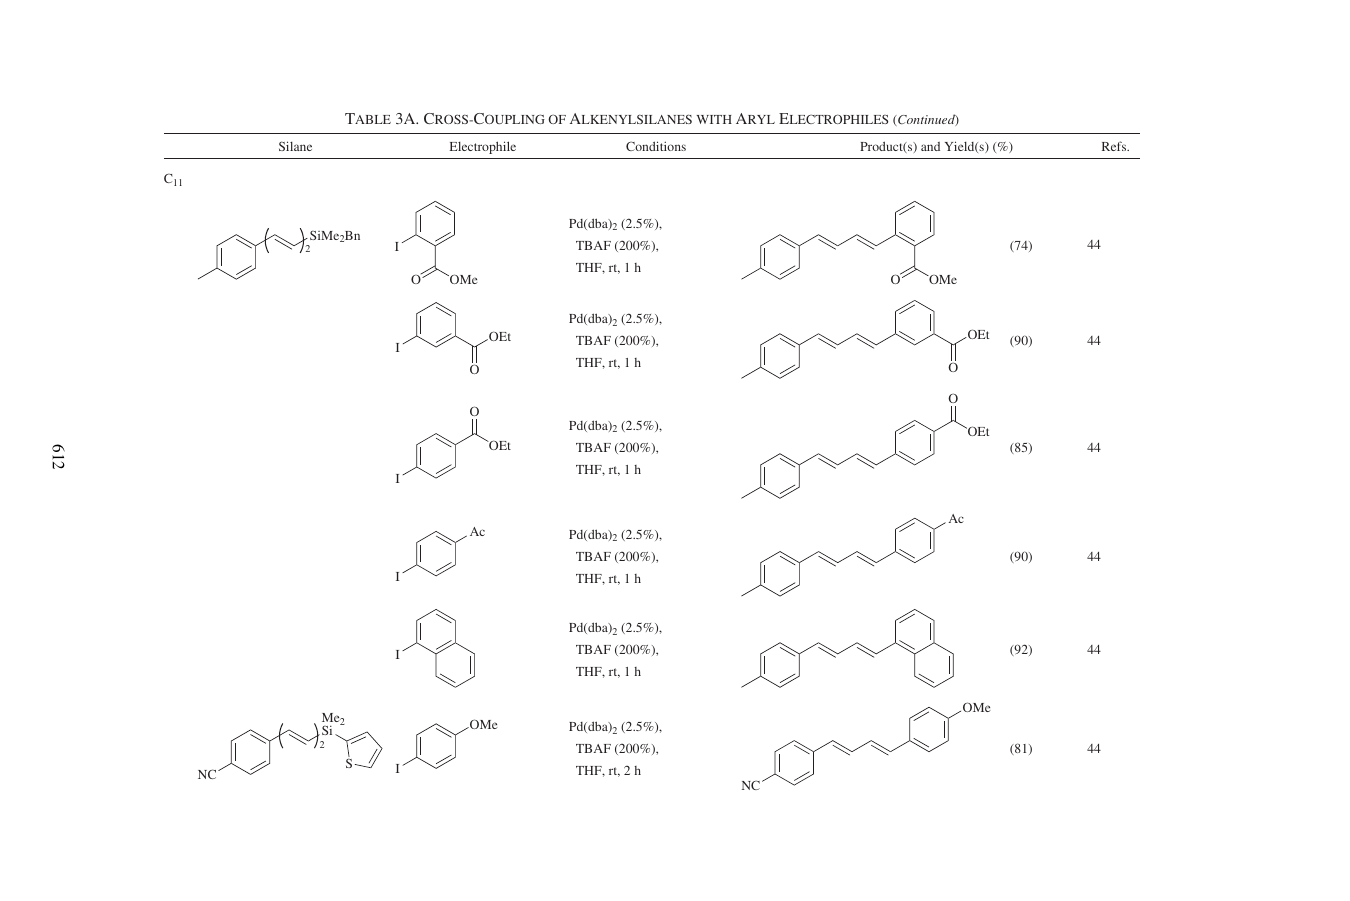 TABLE 3A. CROSS-COUPLING OF ALKENYLSILANES WITH ARYL ELECTROPHILES (Continued)
Silane Electrophile Conditions Product(s) and Yield(s) (%) Refs.
C11
SiMe2Bn
2
I
O
OMe
Pd(dba)2 (2.5%),
TBAF (200%),
THF, rt, 1 h
O
OMe
(74)
44
I
OEt
O
Pd(dba)2 (2.5%),
TBAF (200%),
THF, rt, 1 h
OEt
O
(90)
44
O
OEt
I
Pd(dba)2 (2.5%),
TBAF (200%),
THF, rt, 1 h
O
OEt
(85)
44
Ac
I
Pd(dba)2 (2.5%),
TBAF (200%),
THF, rt, 1 h
Ac
(90)
44
I
Pd(dba)2 (2.5%),
TBAF (200%),
THF, rt, 1 h
(92)
44
NC
2
Me2
Si
S
OMe
I
Pd(dba)2 (2.5%),
TBAF (200%),
THF, rt, 2 h
NC
OMe
(81)
44
612